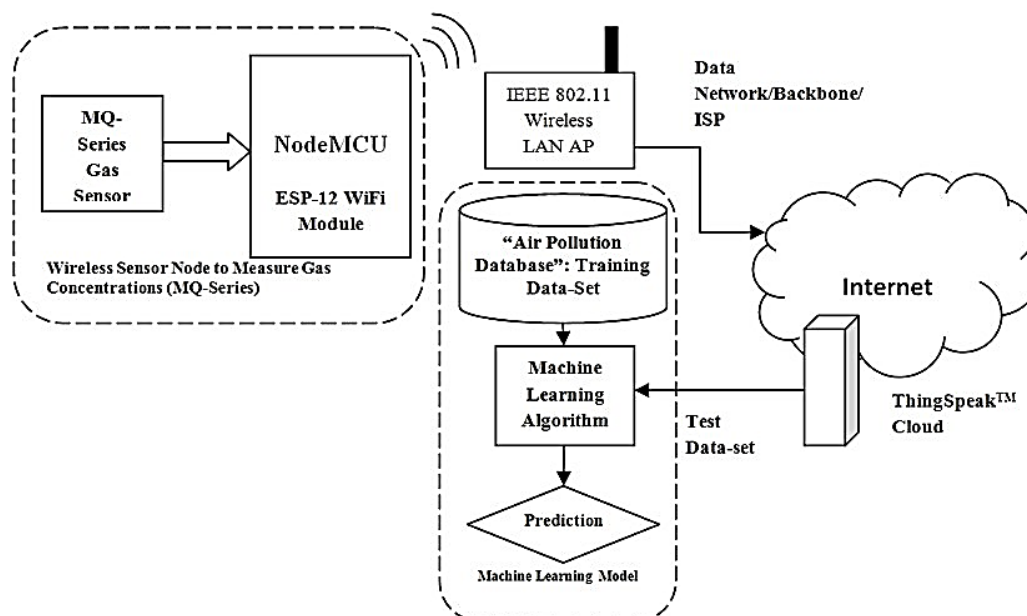 MQ-
Series
Gas
Sensor
NodeMCU
ESP-12 WiFi
Module
Wireless Sensor Node to Measure Gas
Concentrations (MQ-Series)
IEEE 802.11
Wireless
LAN AP
Data
Network/Backbone/
ISP
“Air Pollution
Database”: Training
Data-Set
Machine
Learning
Algorithm
Prediction
Machine Learning Model
Test
Data-set
Internet
ThingSpeak™
Cloud